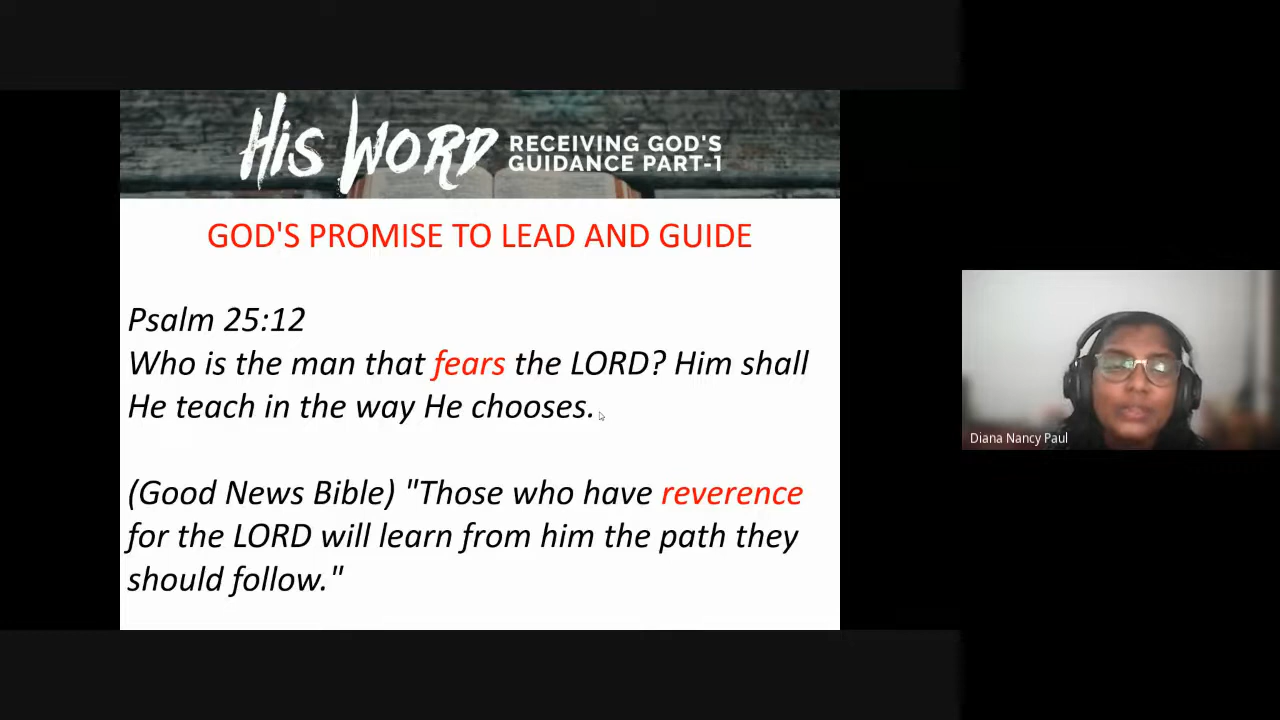 His Word RECEIVING GOD'S
GUIDANCE PART-1
GOD'S PROMISE TO LEAD AND GUIDE
Psalm 25:12
Who is the man that fears the LORD? Him shall
He teach in the way He chooses.
(Good News Bible) "Those who have reverence
for the LORD will learn from him the path they
should follow."
Diana Nancy Paul